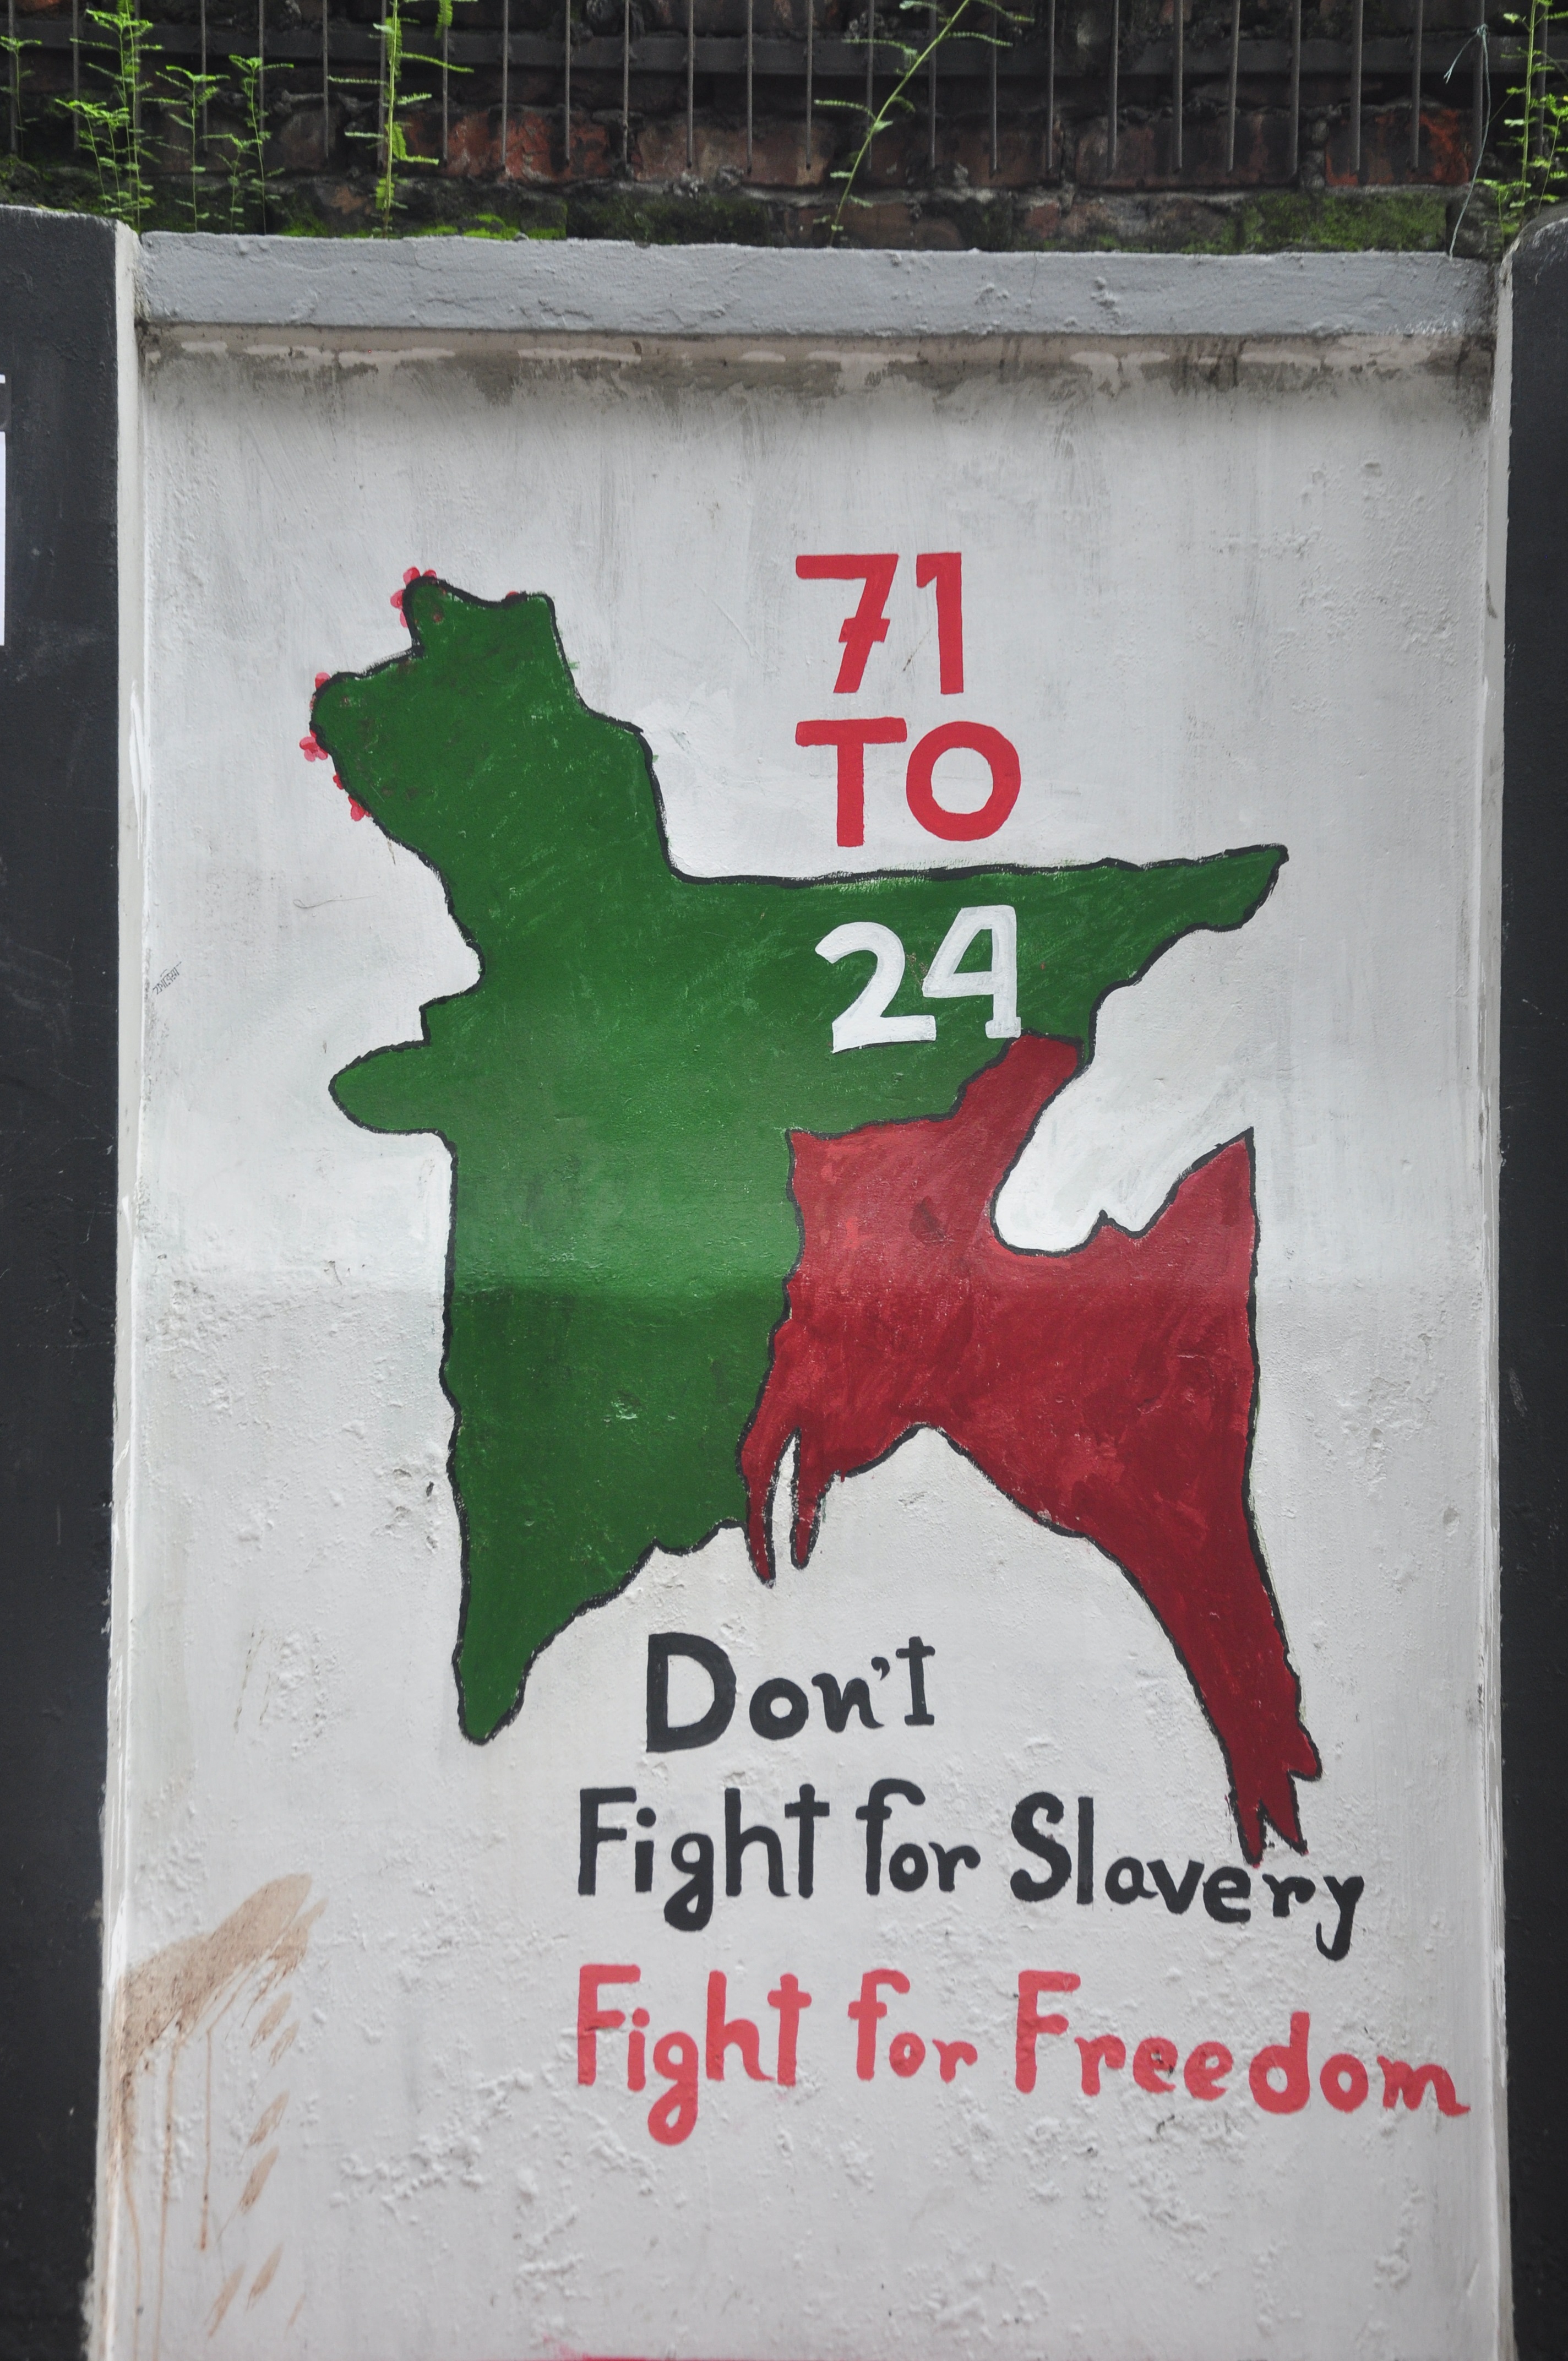 71
TO
24
Don't
Fight for Slavery
Fight for Freedom